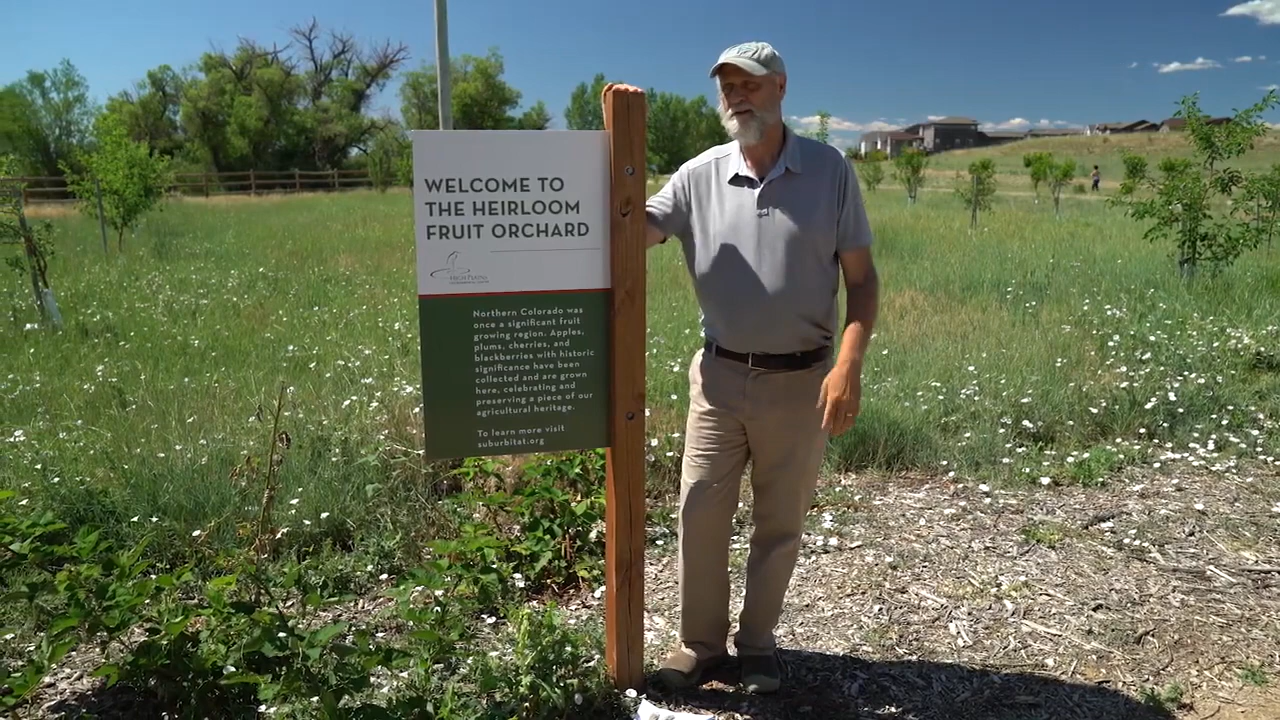 WELCOME TO
THE HEIRLOOM
FRUIT ORCHARD
HIGH PLAINS
Northern Colorado was
once a significant fruit
growing region. Apples,
plums, cherries, and
blackberries with historic
significance have been
collected and are grown
here, celebrating and
preserving a piece of our
agricultural heritage.
To learn more visit
suburbitat.org